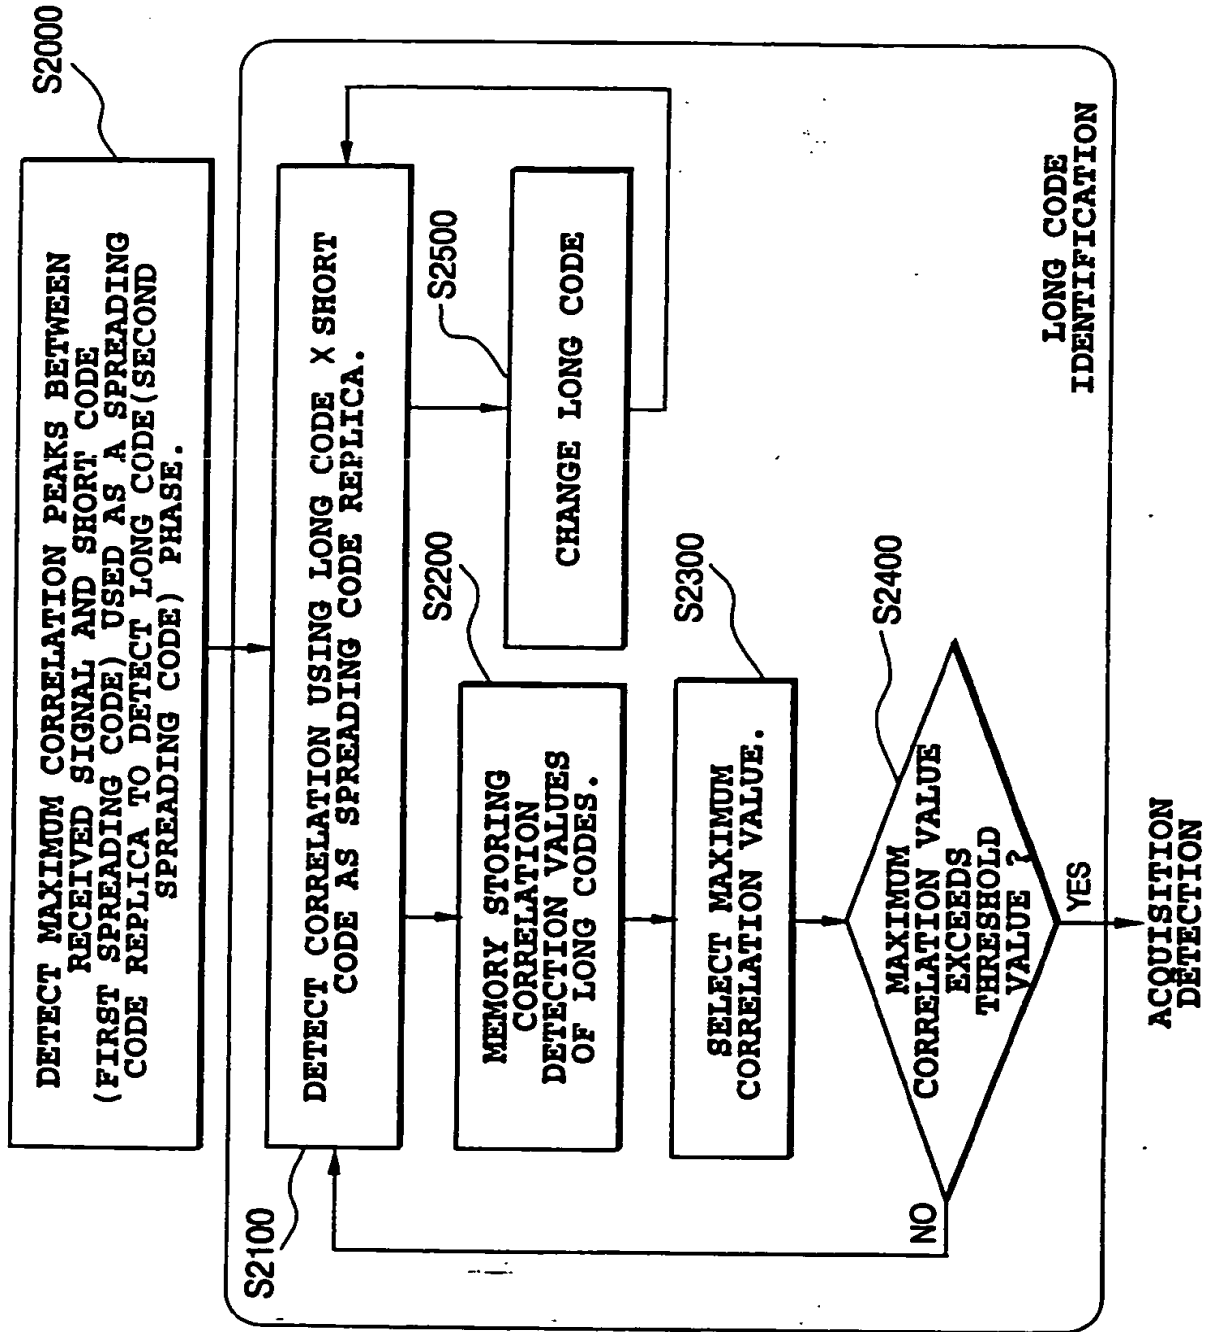 S2000
DETECT MAXIMUM CORRELATION PEAKS BETWEEN
RECEIVED SIGNAL AND SHORT CODE
(FIRST SPREADING CODE) USED AS A SPREADING
CODE REPLICA TO DETECT LONG CODE(SECOND
SPREADING CODE) PHASE.
S2100
DETECT CORRELATION USING LONG CODE X SHORT
CODE AS SPREADING CODE REPLICA.
S2200
MEMORY STORING
CORRELATION
DETECTION VALUES
OF LONG CODES.
S2500
CHANGE LONG CODE
S2300
SELECT MAXIMUM
CORRELATION VALUE.
S2400
MAXIMUM
CORRELATION VALUE
EXCEEDS
THRESHOLD
VALUE ?
NO
YES
LONG CODE
IDENTIFICATION
ACQUISITION
DETECTION